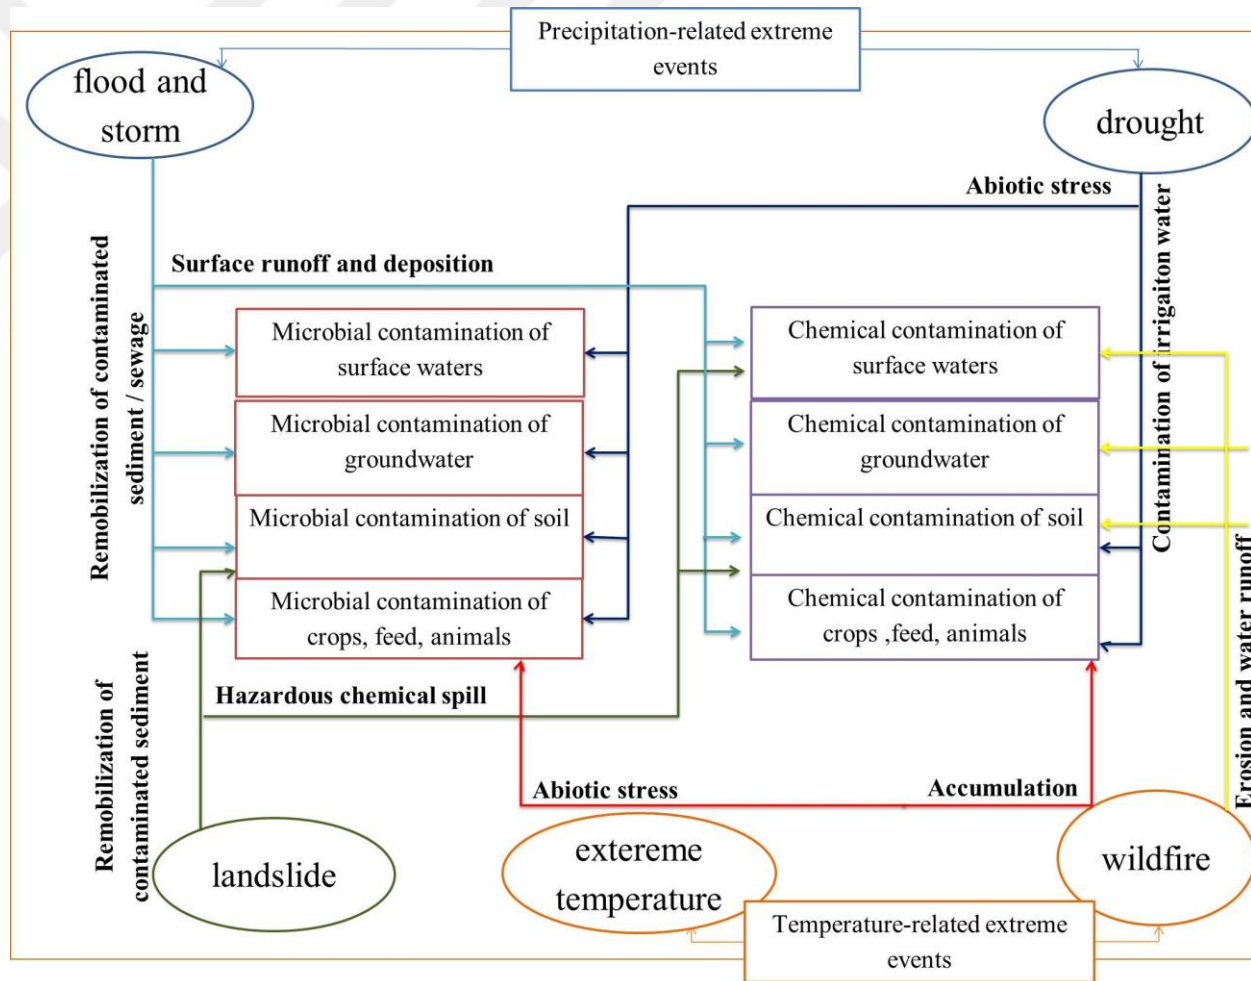 Precipitation-related extreme
events
flood and
storm
drought
Abiotic stress
Contamination of irrigaiton water
Remobilization of contaminated
sediment / sewage
Surface runoff and deposition
Microbial contamination of
surface waters
Microbial contamination of
groundwater
Microbial contamination of soil
Microbial contamination of
crops, feed, animals
Chemical contamination of
surface waters
Chemical contamination of
groundwater
Chemical contamination of soil
Chemical contamination of
crops ,feed, animals
Erosion and water runoff
Remobilization of
contaminated sediment
Hazardous chemical spill
Abiotic stress
Accumulation
landslide
extereme
temperature
wildfire
Temperature-related extreme
events